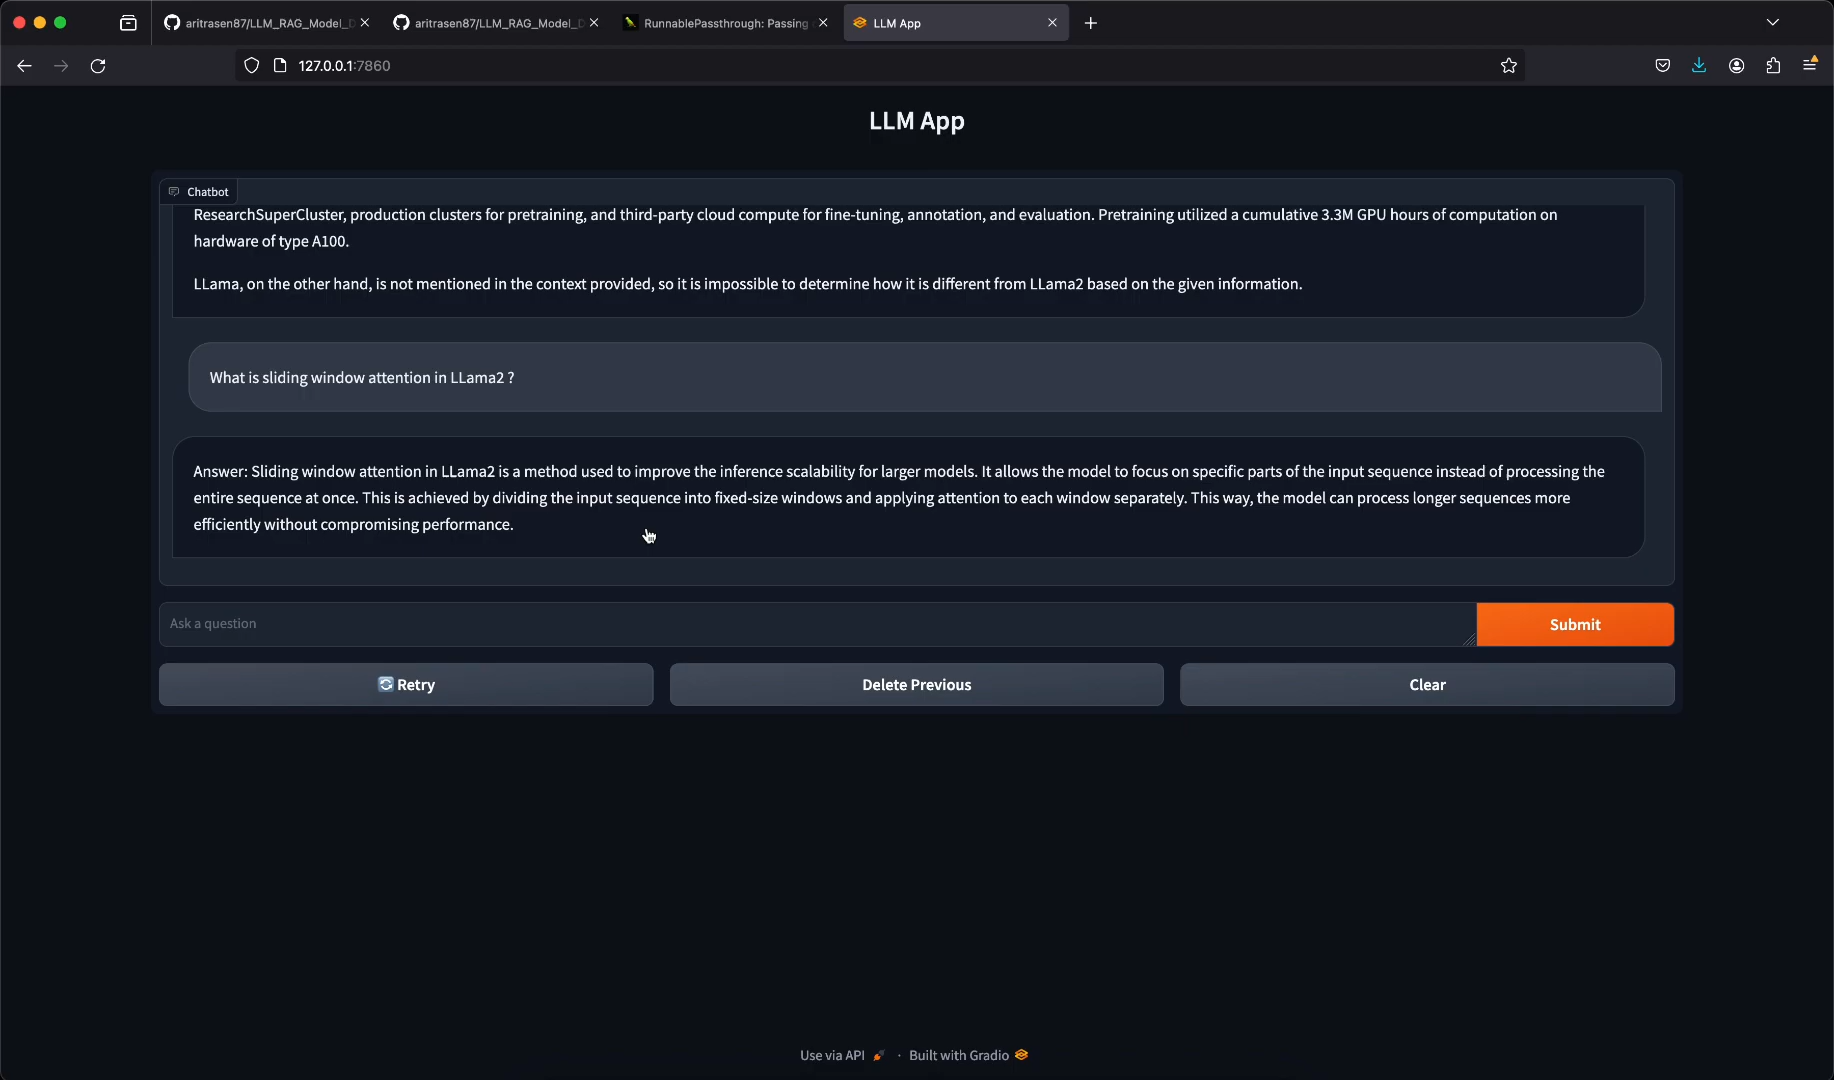 aritrasen87/LLM_RAG_Model_D
aritrasen87/LLM_RAG_Model_D
RunnablePassthrough: Passing
LLM App
127.0.0.1:7860
LLM App
Chatbot
ResearchSuperCluster, production clusters for pretraining, and third-party cloud compute for fine-tuning, annotation, and evaluation. Pretraining utilized a cumulative 3.3M GPU hours of computation on
hardware of type A100.
LLama, on the other hand, is not mentioned in the context provided, so it is impossible to determine how it is different from LLama2 based on the given information.
What is sliding window attention in LLama2 ?
Answer: Sliding window attention in LLama2 is a method used to improve the inference scalability for larger models. It allows the model to focus on specific parts of the input sequence instead of processing the
entire sequence at once. This is achieved by dividing the input sequence into fixed-size windows and applying attention to each window separately. This way, the model can process longer sequences more
efficiently without compromising performance.
Ask a question
Submit
Retry
Delete Previous
Clear
Use via API · Built with Gradio